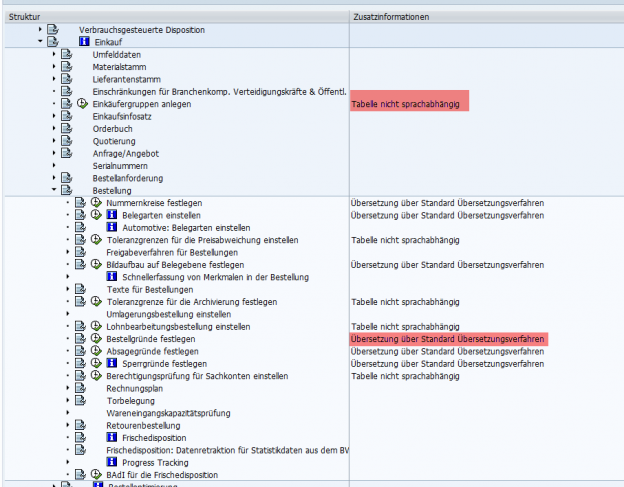 Struktur Zusatzinformationen
Verbrauchsgesteuerte Disposition
Einkauf
Umfelddaten
Materialstamm
Lieferantenstamm
Einschränkungen für Branchenkomp. Verteidigungskräfte & Öffentl.
Einkäufergruppen anlegen Tabelle nicht sprachabhängig
Einkaufsinfosatz
Orderbuch
Quotierung
Anfrage/Angebot
Serialnummern
Bestellanforderung
Bestellung
Nummernkreise festlegen Übersetzung über Standard Übersetzungsverfahren
Belegarten einstellen Übersetzung über Standard Übersetzungsverfahren
Automotive: Belegarten einstellen
Toleranzgrenzen für die Preisabweichung einstellen Tabelle nicht sprachabhängig
Freigabeverfahren für Bestellungen
Bildaufbau auf Belegebene festlegen Übersetzung über Standard Übersetzungsverfahren
Schnellerfassung von Merkmalen in der Bestellung
Texte für Bestellungen
Toleranzgrenze für die Archivierung festlegen Tabelle nicht sprachabhängig
Umlagerungsbestellung einstellen
Lohnbearbeitungsbestellung einstellen Tabelle nicht sprachabhängig
Bestellgründe festlegen Übersetzung über Standard Übersetzungsverfahren
Absagegründe festlegen Übersetzung über Standard Übersetzungsverfahren
Sperrgründe festlegen Übersetzung über Standard Übersetzungsverfahren
Berechtigungsprüfung für Sachkonten einstellen Tabelle nicht sprachabhängig
Rechnungsplan
Torbelegung
Wareneingangskapazitätsprüfung
Retourenbestellung
Frischedisposition
Frischedisposition: Datenretraktion für Statistikdaten aus dem BW
Progress Tracking
BAdI für die Frischedisposition
Bestelloptimierung